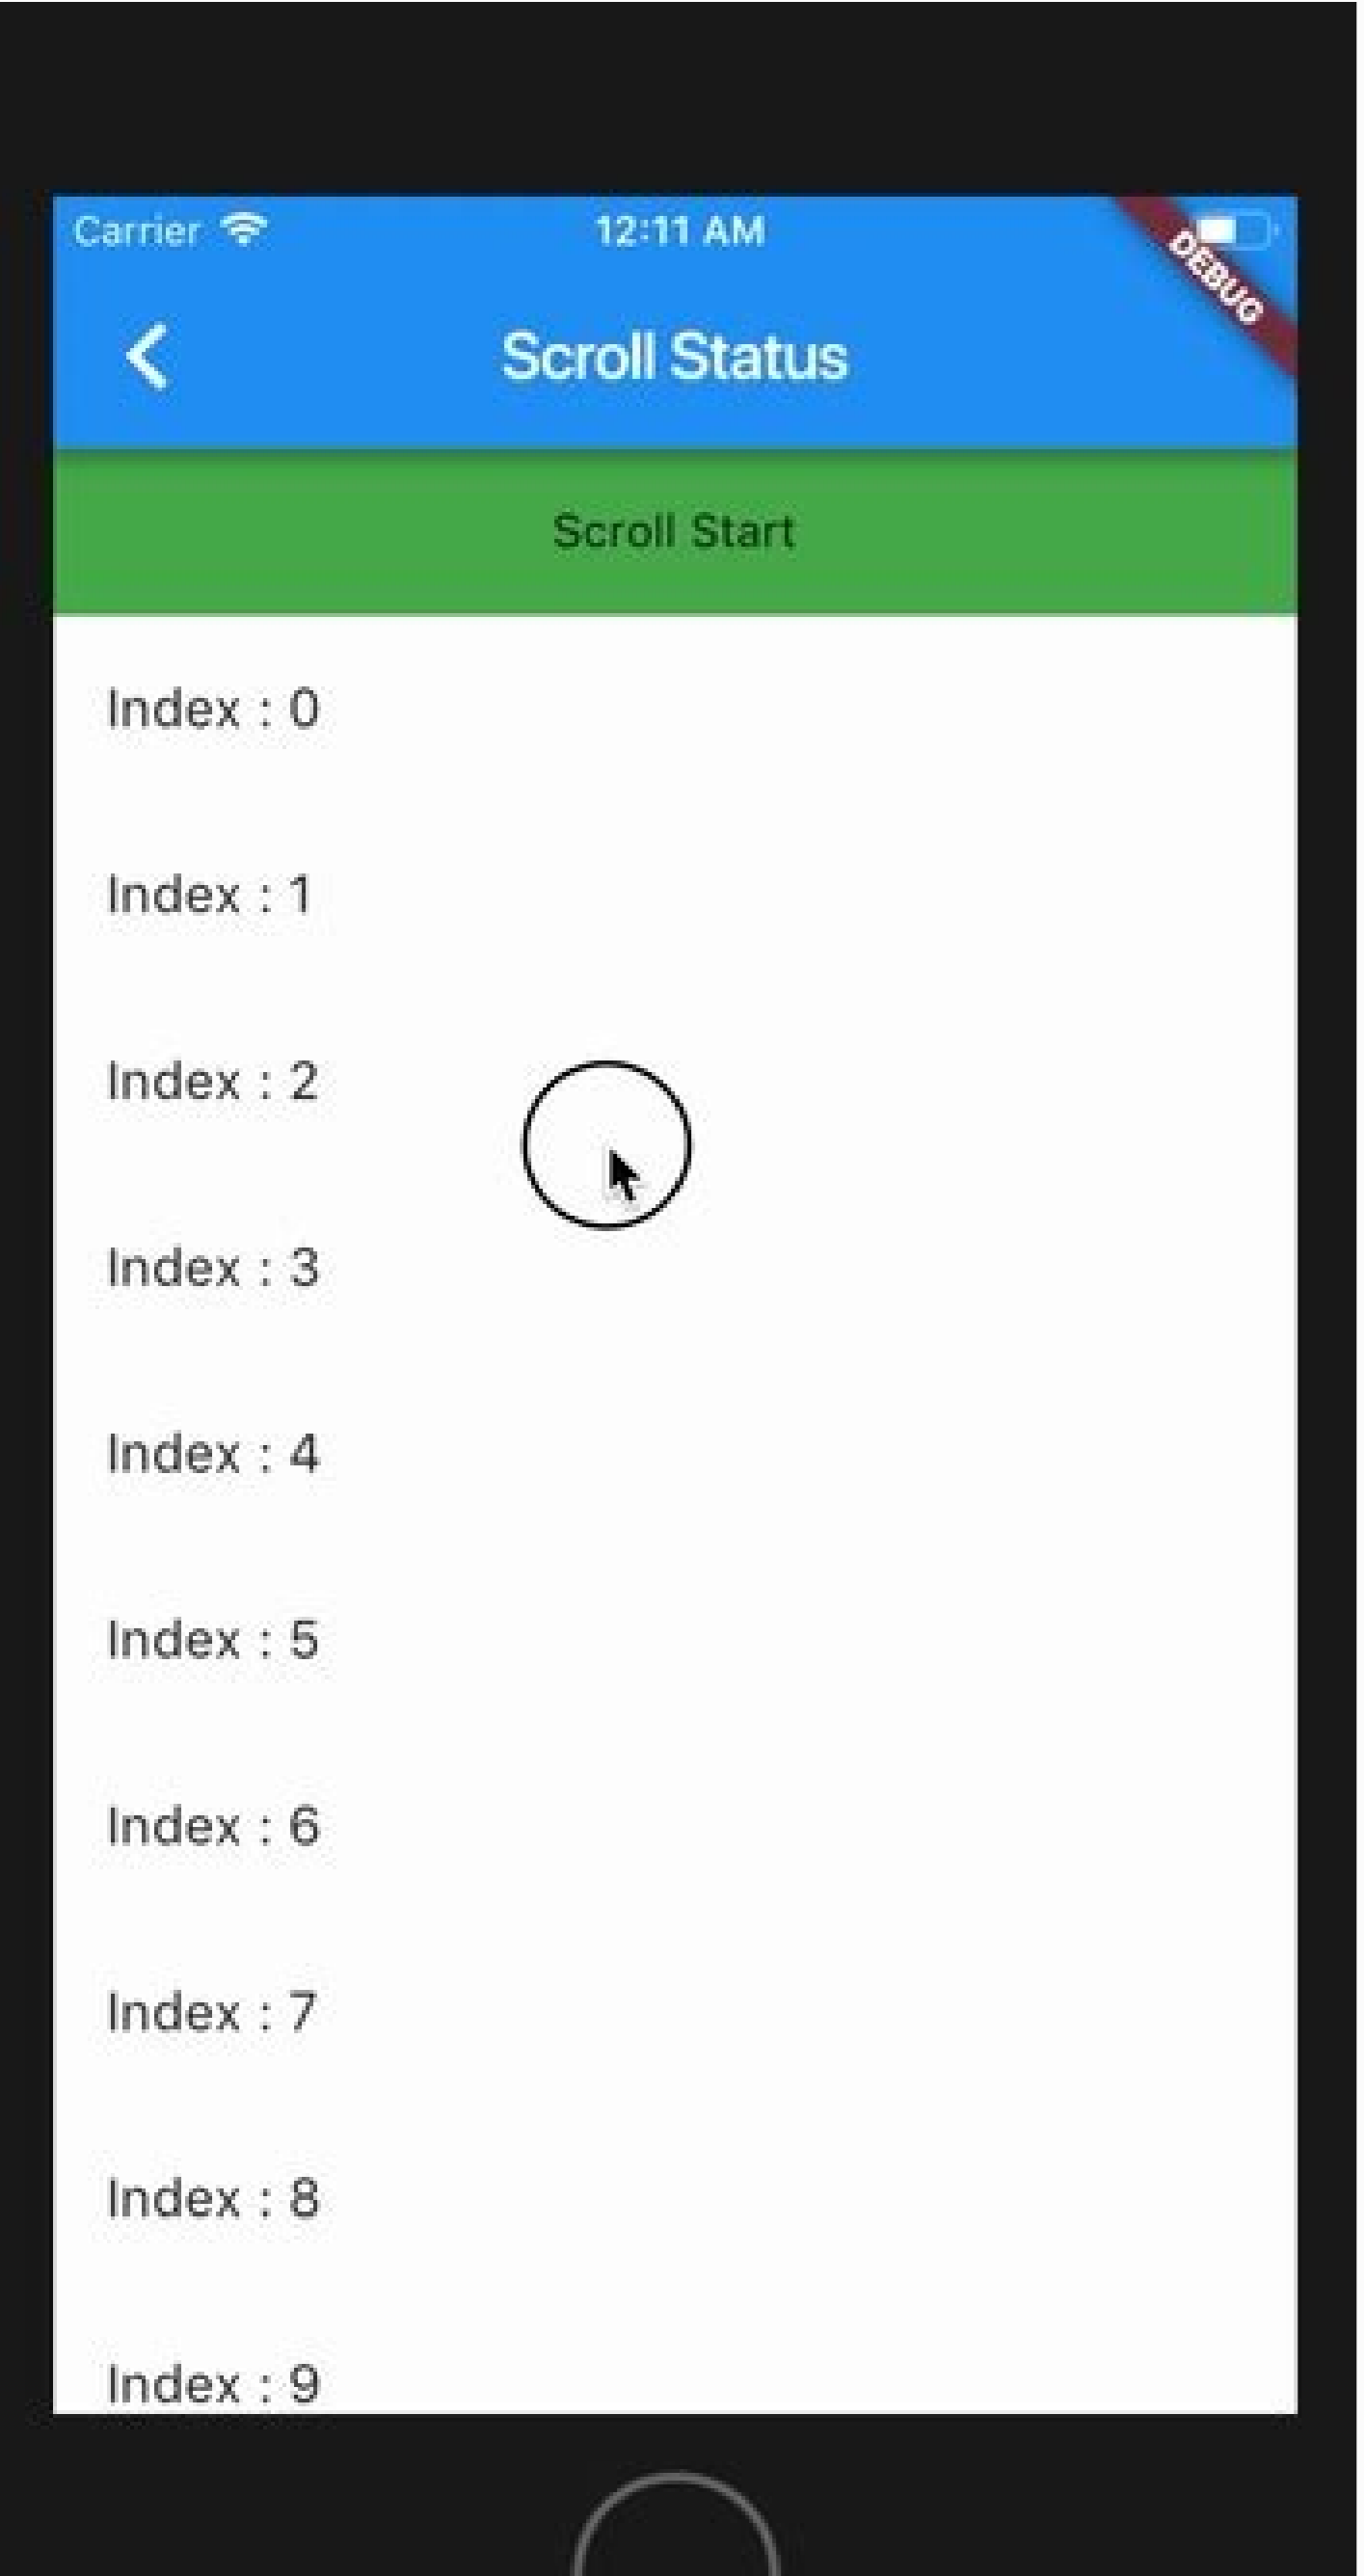 Carrier 12:11 AM
DEBUG
Scroll Status
Scroll Start
Index : 0
Index : 1
Index : 2
Index : 3
Index : 4
Index : 5
Index : 6
Index : 7
Index : 8
Index : 9